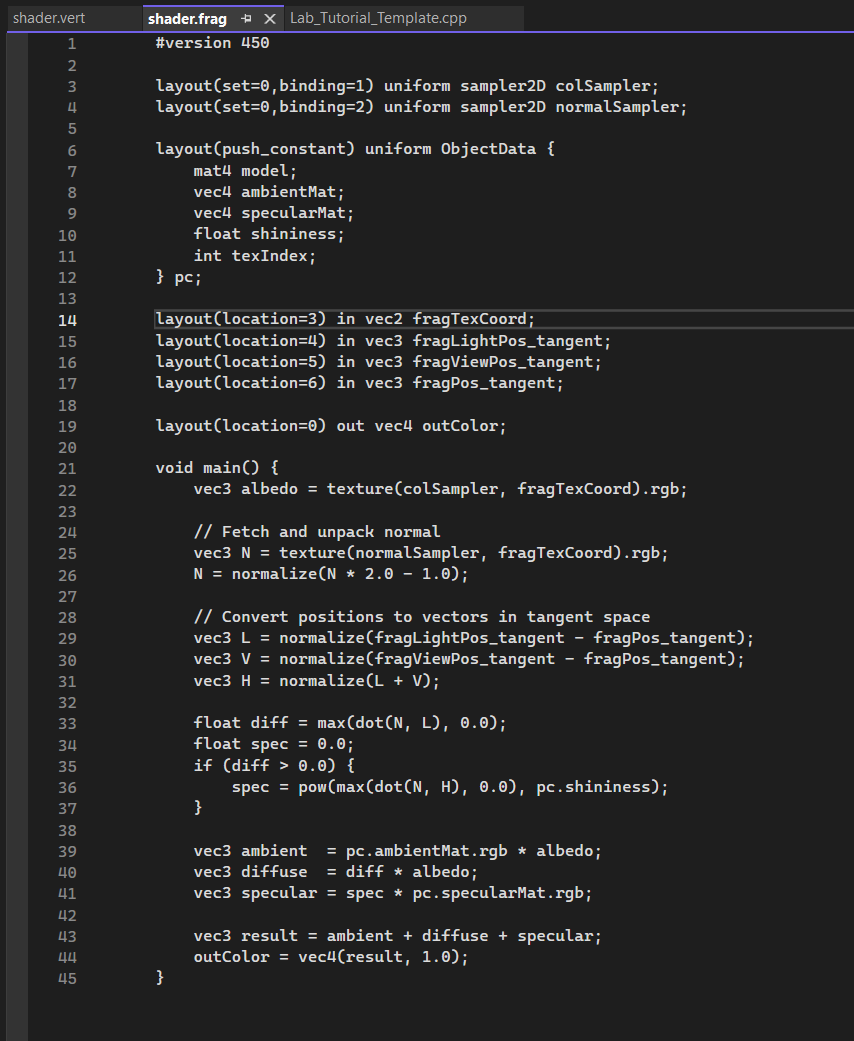 shader.vert shader.frag Lab_Tutorial_Template.cpp
1 #version 450
2
3 layout(set=0,binding=1) uniform sampler2D colSampler;
4 layout(set=0,binding=2) uniform sampler2D normalSampler;
5
6 layout(push_constant) uniform ObjectData {
7     mat4 model;
8     vec4 ambientMat;
9     vec4 specularMat;
10     float shininess;
11     int texIndex;
12 } pc;
13
14 layout(location=3) in vec2 fragTexCoord;
15 layout(location=4) in vec3 fragLightPos_tangent;
16 layout(location=5) in vec3 fragViewPos_tangent;
17 layout(location=6) in vec3 fragPos_tangent;
18
19 layout(location=0) out vec4 outColor;
20
21 void main() {
22     vec3 albedo = texture(colSampler, fragTexCoord).rgb;
23
24     // Fetch and unpack normal
25     vec3 N = texture(normalSampler, fragTexCoord).rgb;
26     N = normalize(N * 2.0 - 1.0);
27
28     // Convert positions to vectors in tangent space
29     vec3 L = normalize(fragLightPos_tangent - fragPos_tangent);
30     vec3 V = normalize(fragViewPos_tangent - fragPos_tangent);
31     vec3 H = normalize(L + V);
32
33     float diff = max(dot(N, L), 0.0);
34     float spec = 0.0;
35     if (diff > 0.0) {
36         spec = pow(max(dot(N, H), 0.0), pc.shininess);
37     }
38
39     vec3 ambient  = pc.ambientMat.rgb * albedo;
40     vec3 diffuse  = diff * albedo;
41     vec3 specular = spec * pc.specularMat.rgb;
42
43     vec3 result = ambient + diffuse + specular;
44     outColor = vec4(result, 1.0);
45 }